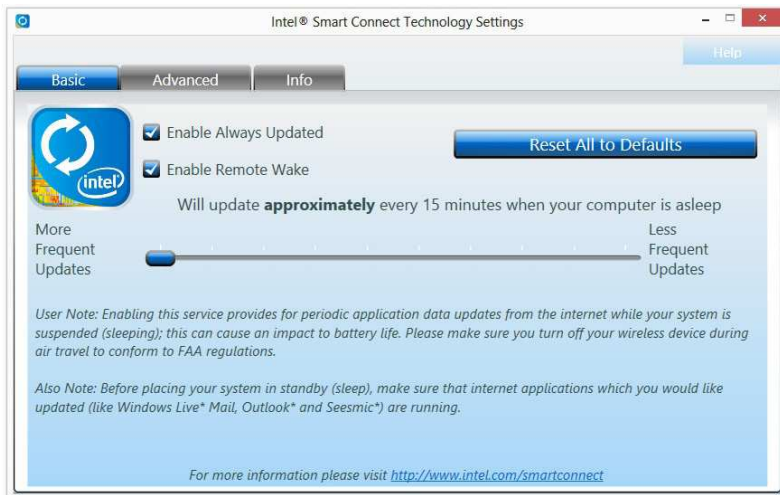 Intel® Smart Connect Technology Settings
Help
Basic Advanced Info
Enable Always Updated
Reset All to Defaults
Enable Remote Wake
(intel)
Will update approximately every 15 minutes when your computer is asleep
More
Frequent
Updates
Less
Frequent
Updates
User Note: Enabling this service provides for periodic application data updates from the internet while your system is
suspended (sleeping); this can cause an impact to battery life. Please make sure you turn off your wireless device during
air travel to conform to FAA regulations.
Also Note: Before placing your system in standby (sleep), make sure that internet applications which you would like
updated (like Windows Live* Mail, Outlook* and Seesmic*) are running.
For more information please visit http://www.intel.com/smartconnect